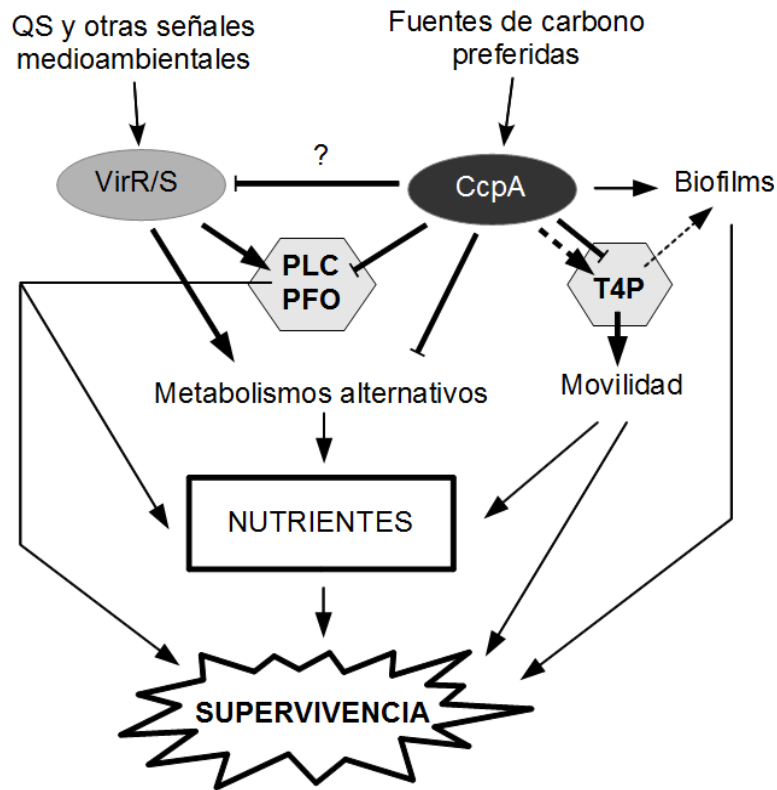 QS y otras señales
medioambientales
Fuentes de carbono
preferidas
?
VirR/S
CcpA
Biofilms
PLC
PFO
T4P
Metabolismos alternativos
Movilidad
NUTRIENTES
SUPERVIVENCIA